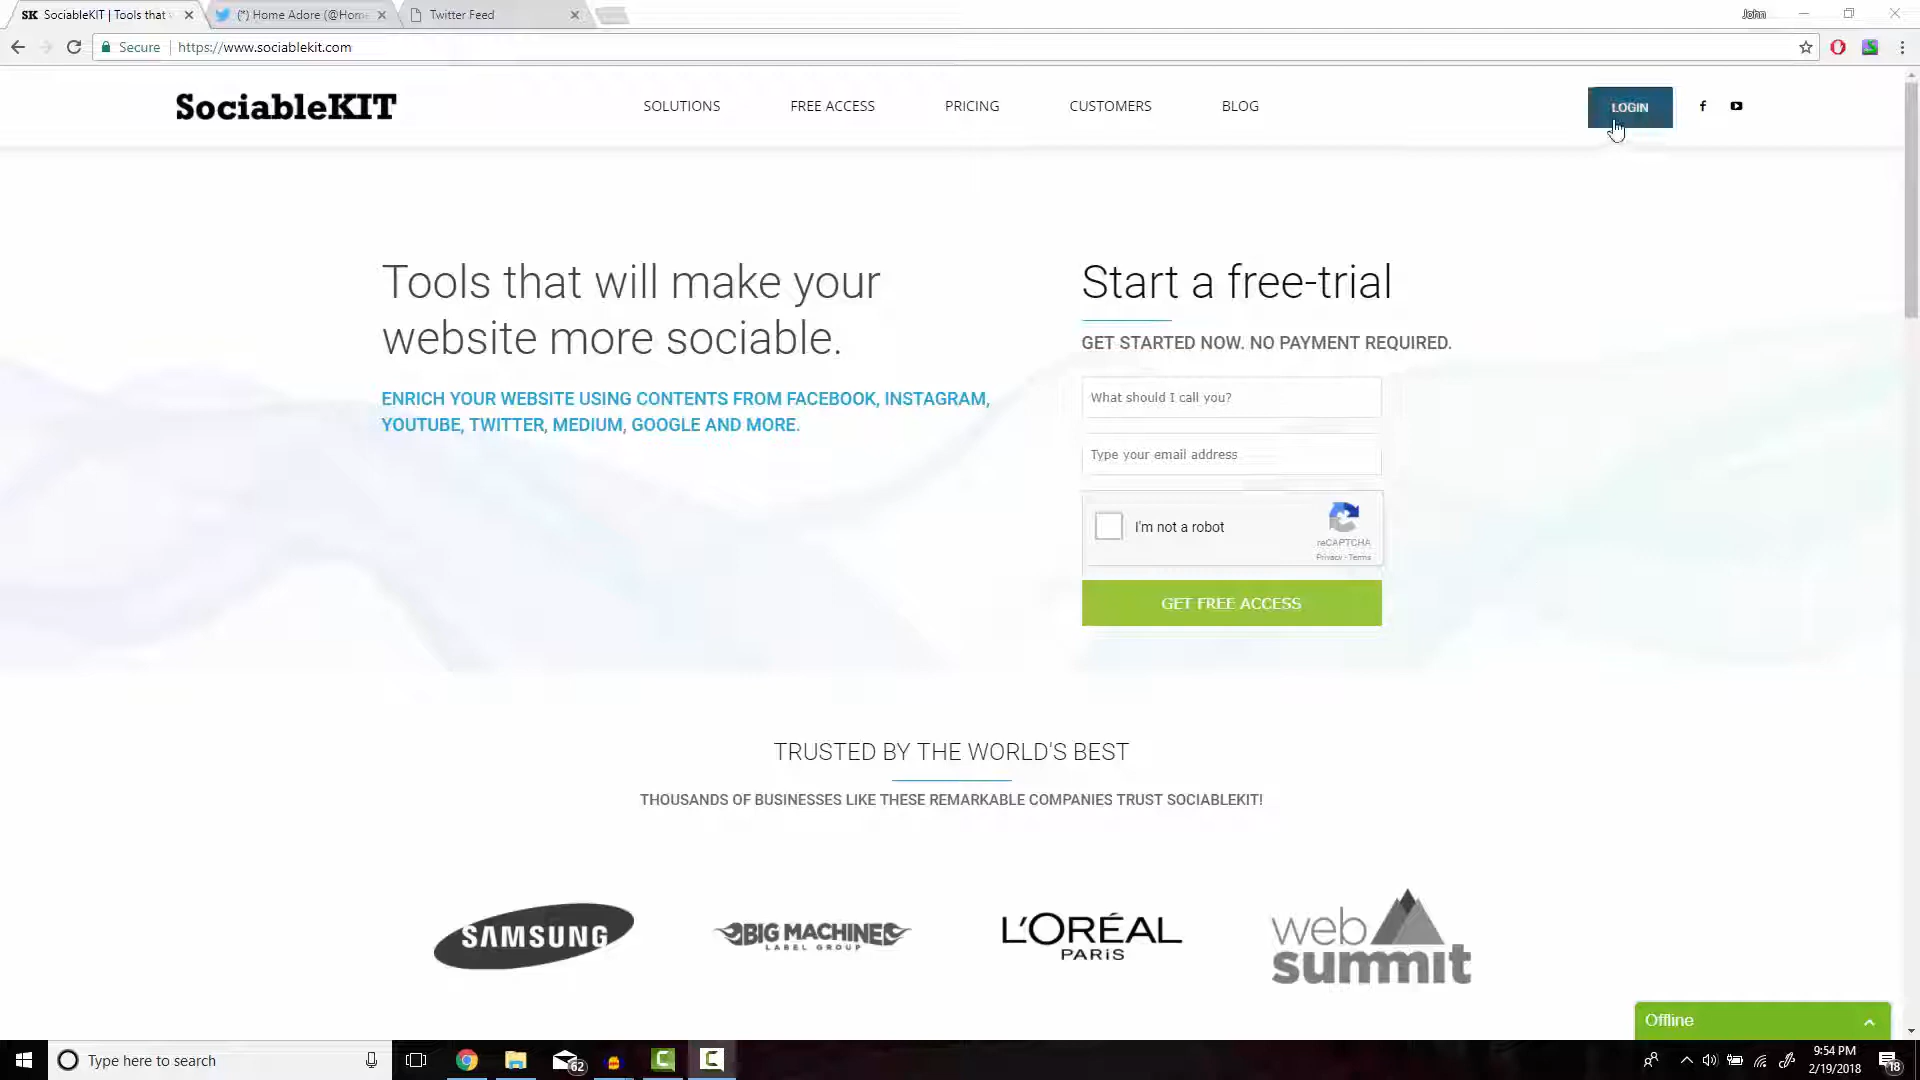 SK SociableKIT | Tools that
(*) Home Adore (@Hom
Twitter Feed
John
Secure
https://www.sociablekit.com
SociableKIT
SOLUTIONS
FREE ACCESS
PRICING
CUSTOMERS
BLOG
LOGIN
Tools that will make your
website more sociable.
ENRICH YOUR WEBSITE USING CONTENTS FROM FACEBOOK, INSTAGRAM,
YOUTUBE, TWITTER, MEDIUM, GOOGLE AND MORE.
Start a free-trial
GET STARTED NOW. NO PAYMENT REQUIRED.
What should I call you?
Type your email address
I'm not a robot
reCAPTCHA
Privacy - Terms
GET FREE ACCESS
TRUSTED BY THE WORLD'S BEST
THOUSANDS OF BUSINESSES LIKE THESE REMARKABLE COMPANIES TRUST SOCIABLEKIT!
SAMSUNG
BIG MACHINE
LABEL GROUP
L'ORÉAL
PARiS
web
summit
Offline
Type here to search
62
9:54 PM
2/19/2018
18